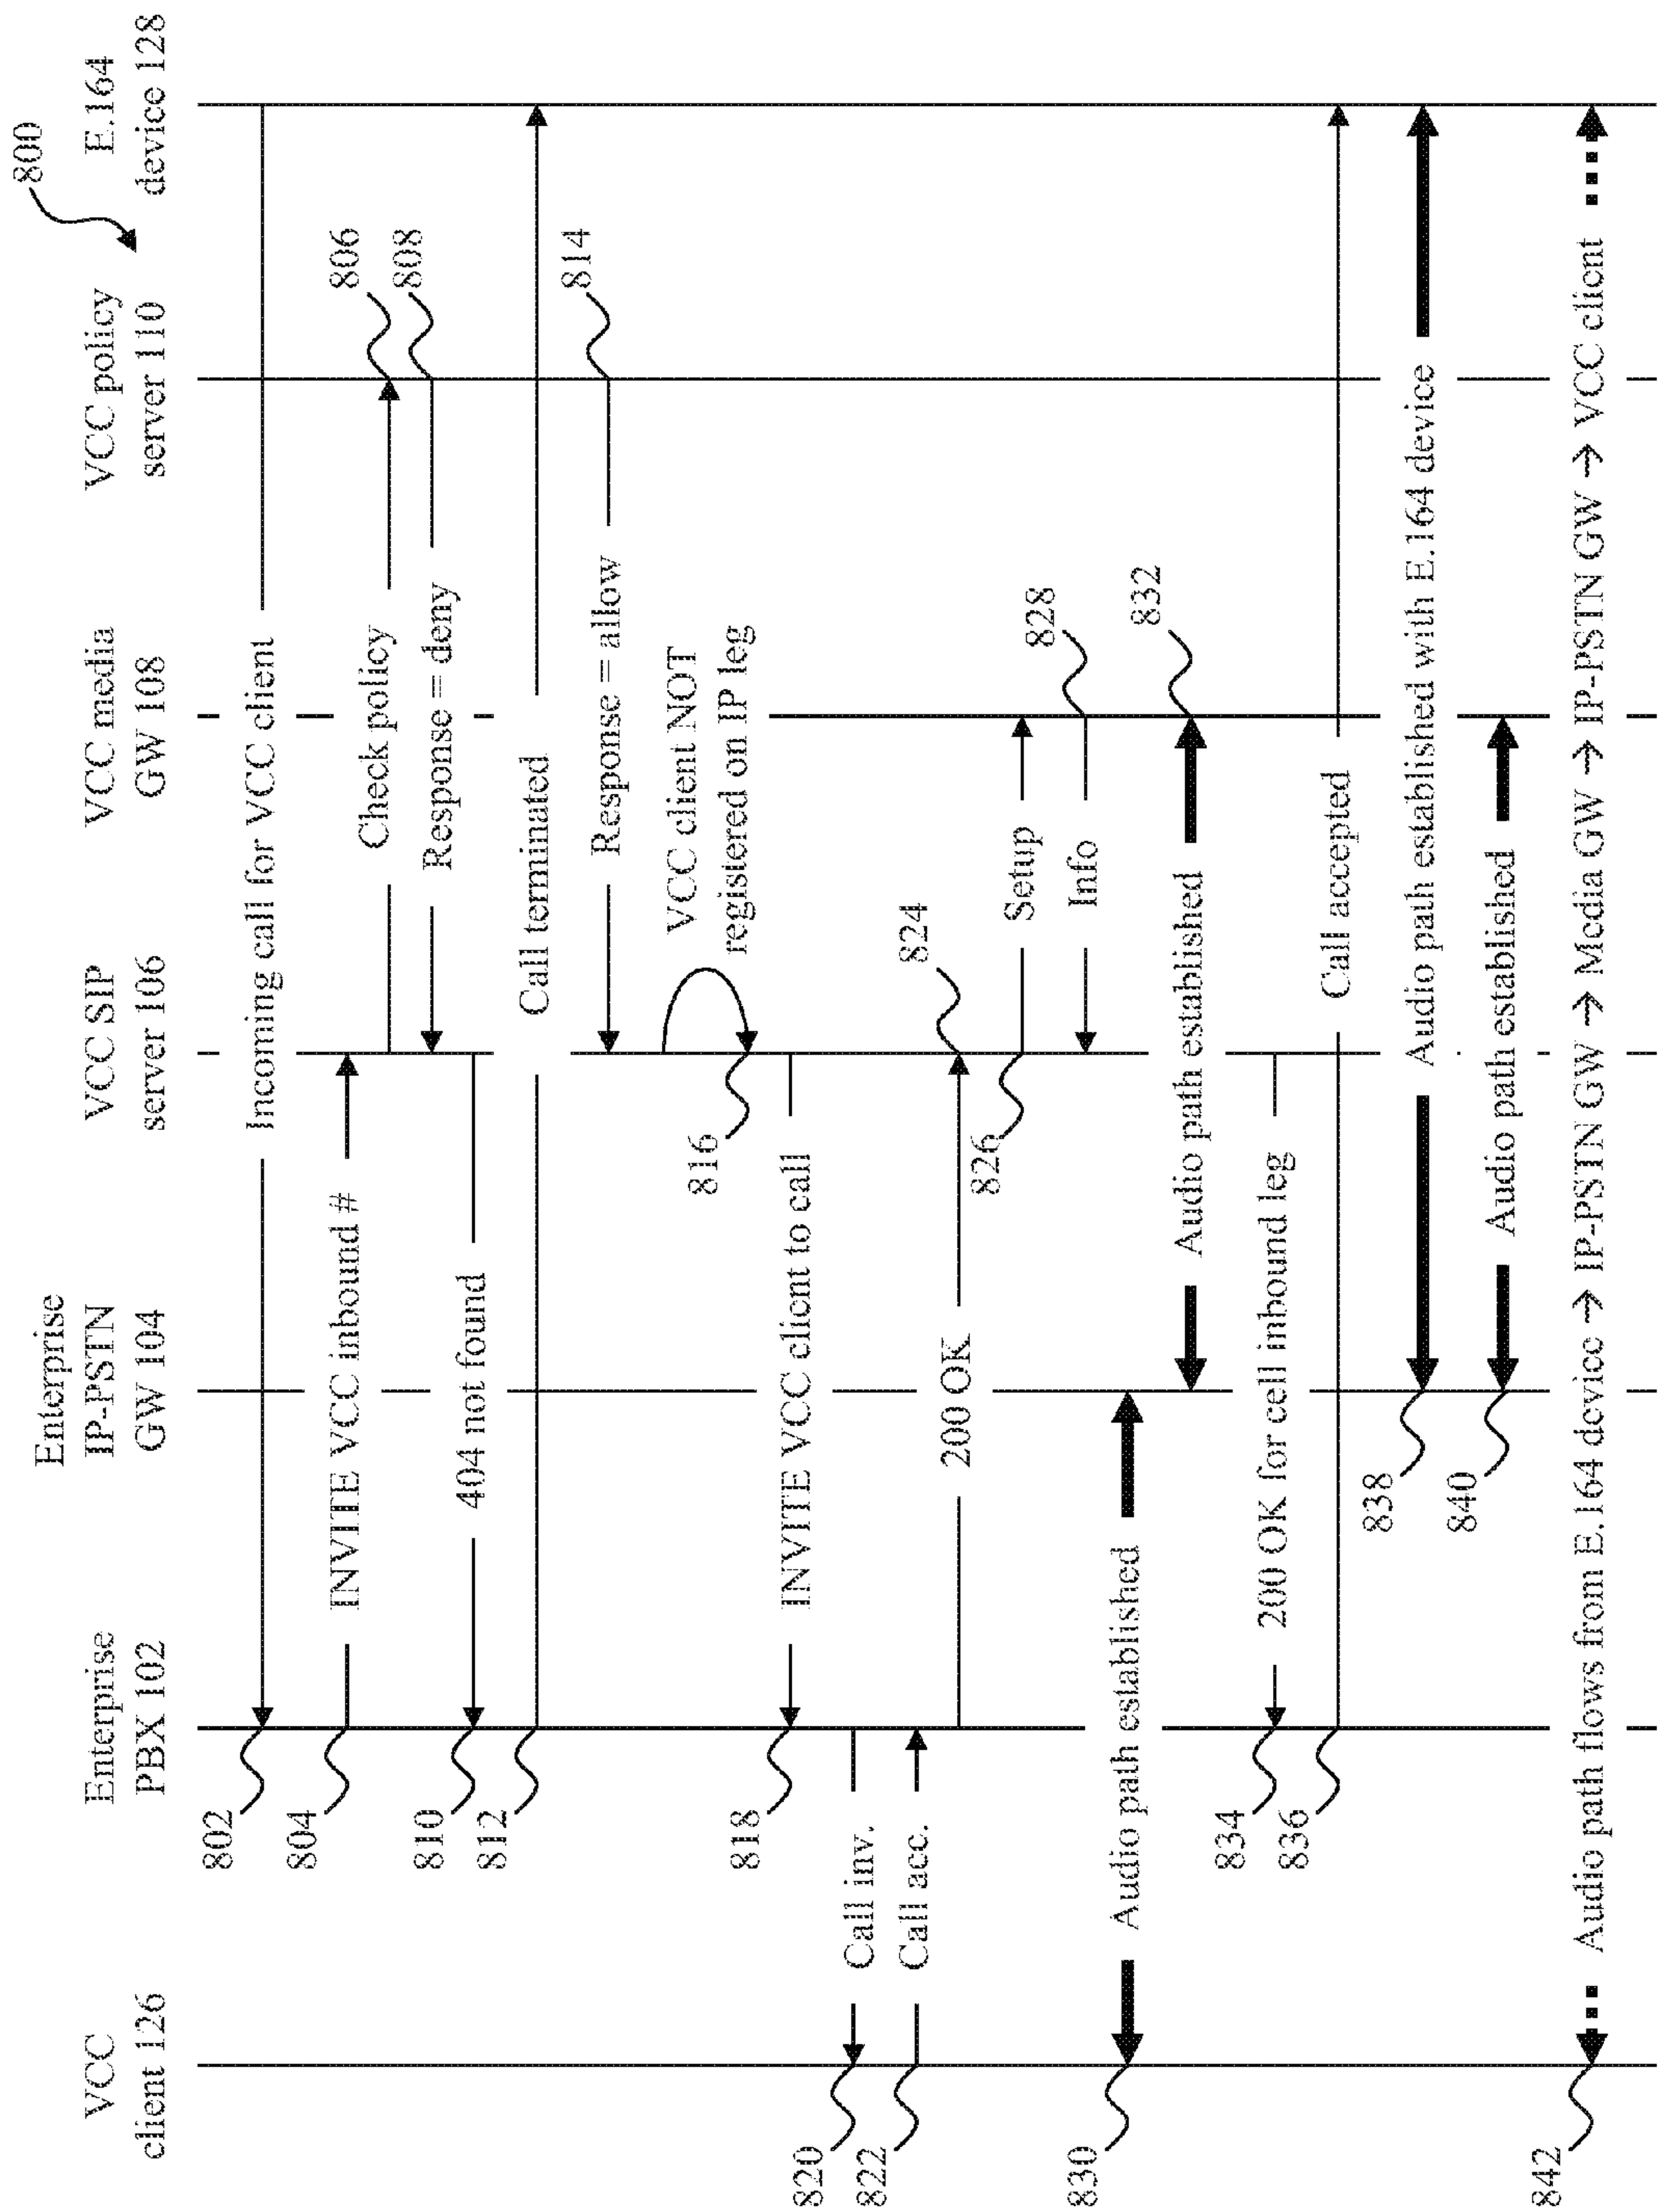 800
VCC
client 126
Enterprise
PBX 102
Enterprise
IP-PSTN
GW 104
VCC SIP
server 106
VCC media
GW 108
VCC policy
server 110
E.164
device 128
802
Incoming call for VCC client
804
INVITE VCC inbound #
Check policy
806
Response = deny
808
810
404 not found
812
Call terminated
Response = allow
814
VCC client NOT
registered on IP leg
816
818
INVITE VCC client to call
820
Call inv.
822
Call acc.
200 OK
824
826
Setup
Info
828
830
Audio path established
Audio path established
832
834
200 OK for cell inbound leg
836
Call accepted
838
Audio path established with E.164 device
840
Audio path established
842
Audio path flows from E.164 device → IP-PSTN GW → Media GW → IP-PSTN GW → VCC client